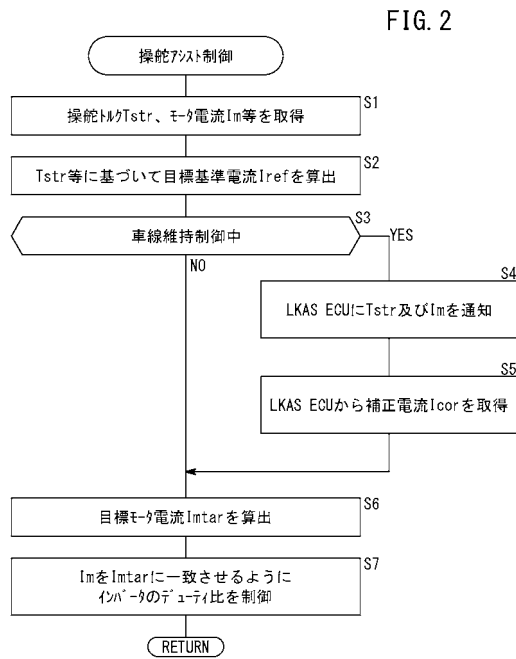 FIG. 2
操舵ｱｼｽﾄ制御
S1
操舵ﾄﾙｸTstr、ﾓｰﾀ電流Im等を取得
S2
Tstr等に基づいて目標基準電流Irefを算出
S3
車線維持制御中
YES
NO
S4
LKAS ECUにTstr及びImを通知
S5
LKAS ECUから補正電流Icorを取得
S6
目標ﾓｰﾀ電流Imtarを算出
S7
ImをImtarに一致させるように
ｲﾝﾊﾞｰﾀのﾃﾞｭｰﾃｨ比を制御
RETURN